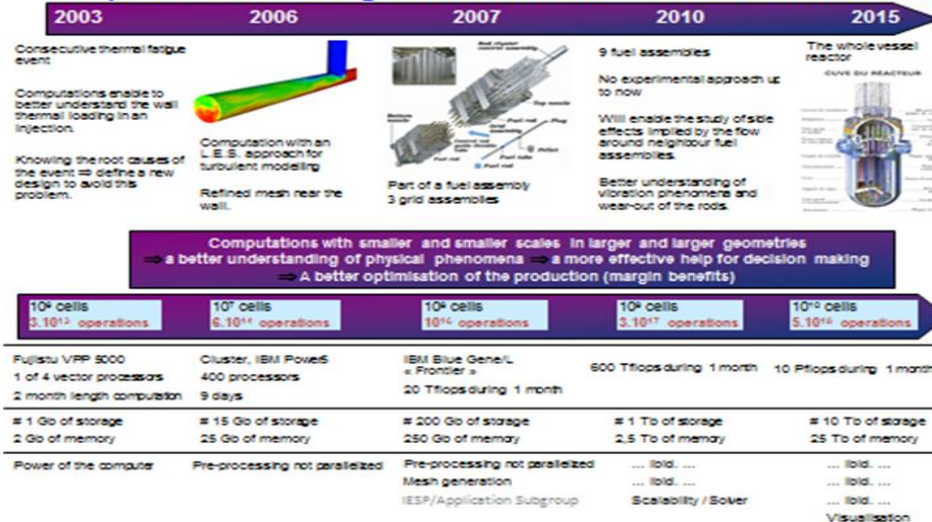 2003
2006
2007
2010
2015
Consecutive thermal fatigue
event
Computations enable to
better understand the wall
thermal loading in an
injection.
Knowing the root causes of
the event ⇒ define a new
design to avoid this
problem.
Computation with an
L.E.S. approach for
turbulent modelling
Refined mesh near the
wall.
Part of a fuel assembly
3 grid assemblies
9 fuel assemblies
No experimental approach up
to now
Will enable the study of side
effects implied by the flow
around neighbour fuel
assemblies.
Better understanding of
vibration phenomena and
wear-out of the rods.
The whole vessel
reactor
CUVE DU REACTEUR
Computations with smaller and smaller scales in larger and larger geometries
⇒ a better understanding of physical phenomena ⇒ a more effective help for decision making
⇒ A better optimisation of the production (margin benefits)
10⁶ cells
3.10¹³ operations
10⁷ cells
6.10¹⁴ operations
10⁸ cells
10¹⁶ operations
10⁹ cells
3.10¹⁷ operations
10¹⁰ cells
5.10¹⁸ operations
Fujistu VPP 5000
1 of 4 vector processors
2 month length computation
Cluster, IBM Power5
400 processors
9 days
IBM Blue Gene/L
« Frontier »
20 Tflops during 1 month
600 Tflops during 1 month
10 Pflops during 1 month
# 1 Gb of storage
2 Gb of memory
# 15 Gb of storage
25 Gb of memory
# 200 Gb of storage
250 Gb of memory
# 1 Tb of storage
2,5 Tb of memory
# 10 Tb of storage
25 Tb of memory
Power of the computer
Pre-processing not parallelized
Pre-processing not parallelized
Mesh generation
IESP/Application Subgroup
... ibid. ...
... ibid. ...
Scalability / Solver
... ibid. ...
... ibid. ...
... ibid. ...
Visualisation